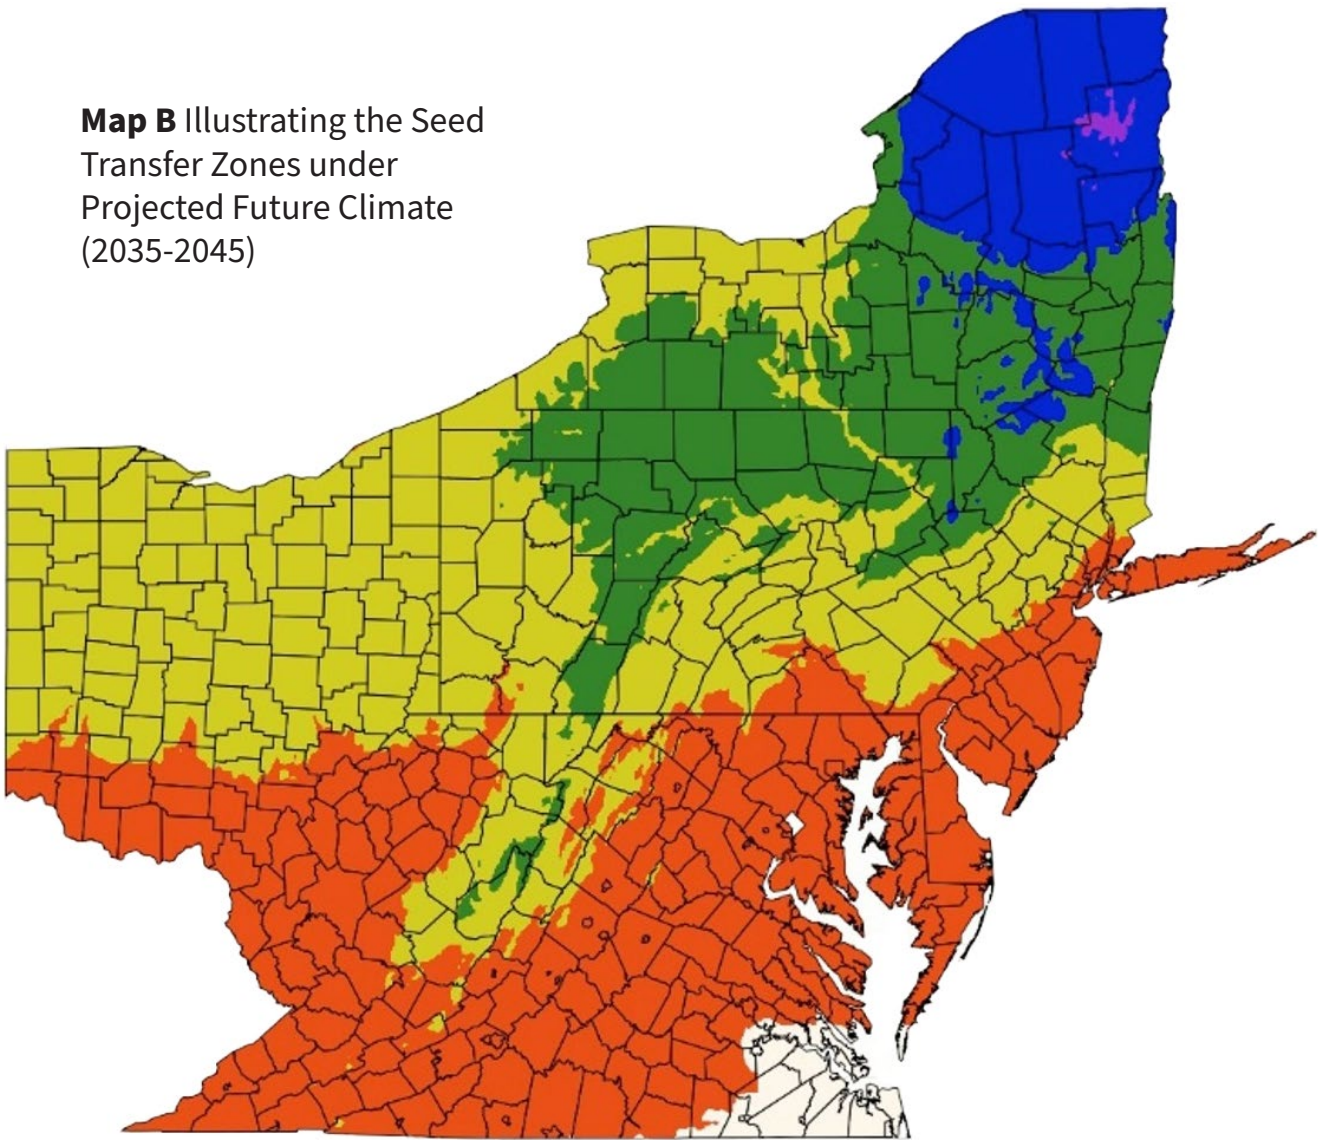 Map B Illustrating the Seed
Transfer Zones under
Projected Future Climate
(2035-2045)